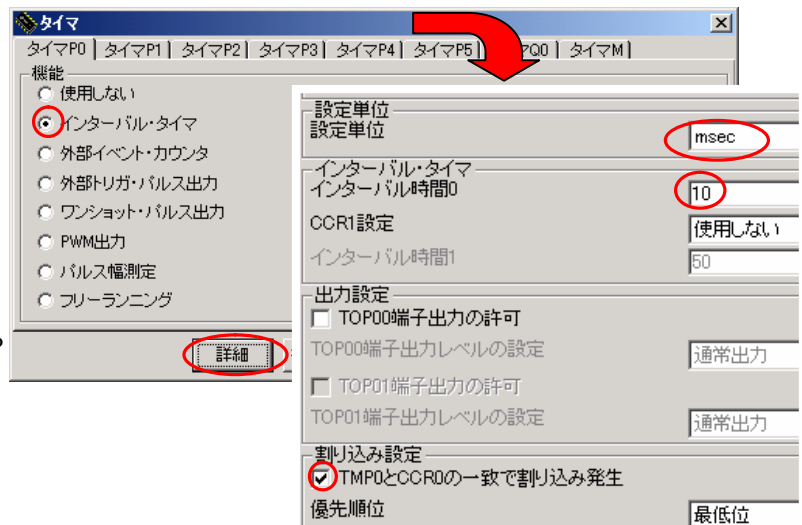 タイマ
タイマP0 タイマP1 タイマP2 タイマP3 タイマP4 タイマP5 Q0 タイマM
機能
使用しない
インターバル・タイマ
外部イベント・カウンタ
外部トリガ・パルス出力
ワンショット・パルス出力
PWM出力
パルス幅測定
フリーランニング
詳細
設定単位
設定単位 msec
インターバル・タイマ
インターバル時間0 10
CCR1設定 使用しない
インターバル時間1 50
出力設定
TOP00端子出力の許可
TOP00端子出力レベルの設定 通常出力
TOP01端子出力の許可
TOP01端子出力レベルの設定 通常出力
割り込み設定
TMP0とCCR0の一致で割り込み発生
優先順位 最低位